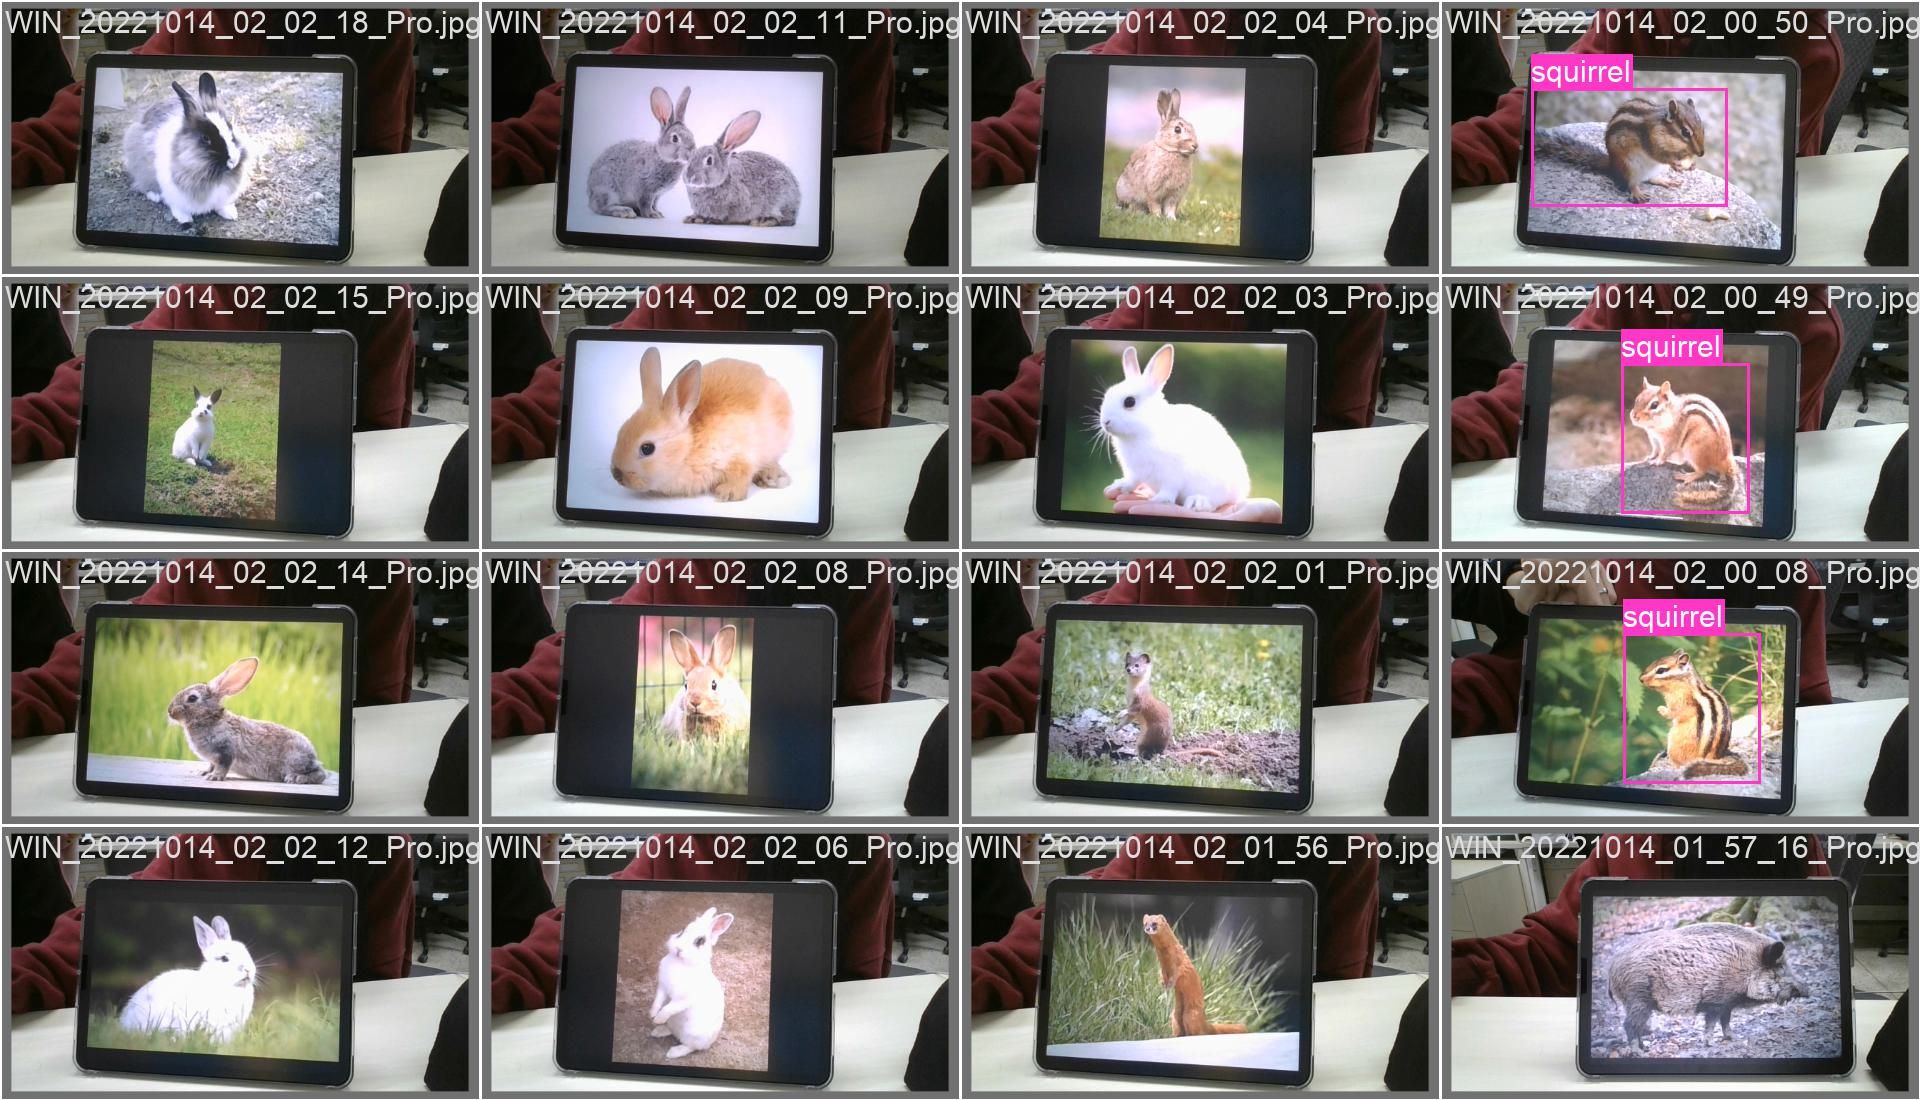 WIN_20221014_02_02_18_Pro.jpg
WIN_20221014_02_02_11_Pro.jpg
WIN_20221014_02_02_04_Pro.jpg
WIN_20221014_02_00_50_Pro.jpg
squirrel
WIN_20221014_02_02_15_Pro.jpg
WIN_20221014_02_02_09_Pro.jpg
WIN_20221014_02_02_03_Pro.jpg
WIN_20221014_02_00_49_Pro.jpg
squirrel
WIN_20221014_02_02_14_Pro.jpg
WIN_20221014_02_02_08_Pro.jpg
WIN_20221014_02_02_01_Pro.jpg
WIN_20221014_02_00_08_Pro.jpg
squirrel
WIN_20221014_02_02_12_Pro.jpg
WIN_20221014_02_02_06_Pro.jpg
WIN_20221014_02_01_56_Pro.jpg
WIN_20221014_01_57_16_Pro.jpg